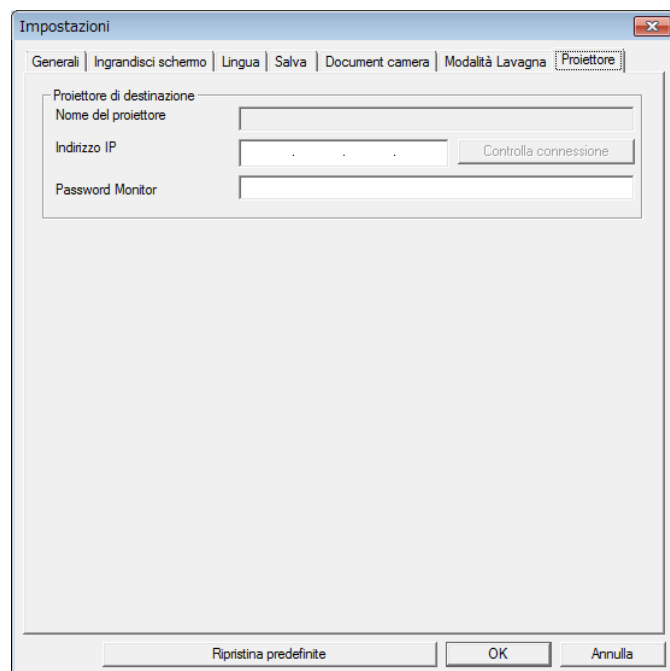 Impostazioni
Generali Ingrandisci schermo Lingua Salva Document camera Modalità Lavagna Proiettore
Proiettore di destinazione
Nome del proiettore
Indirizzo IP . . . Controlla connessione
Password Monitor
Ripristina predefinite OK Annulla